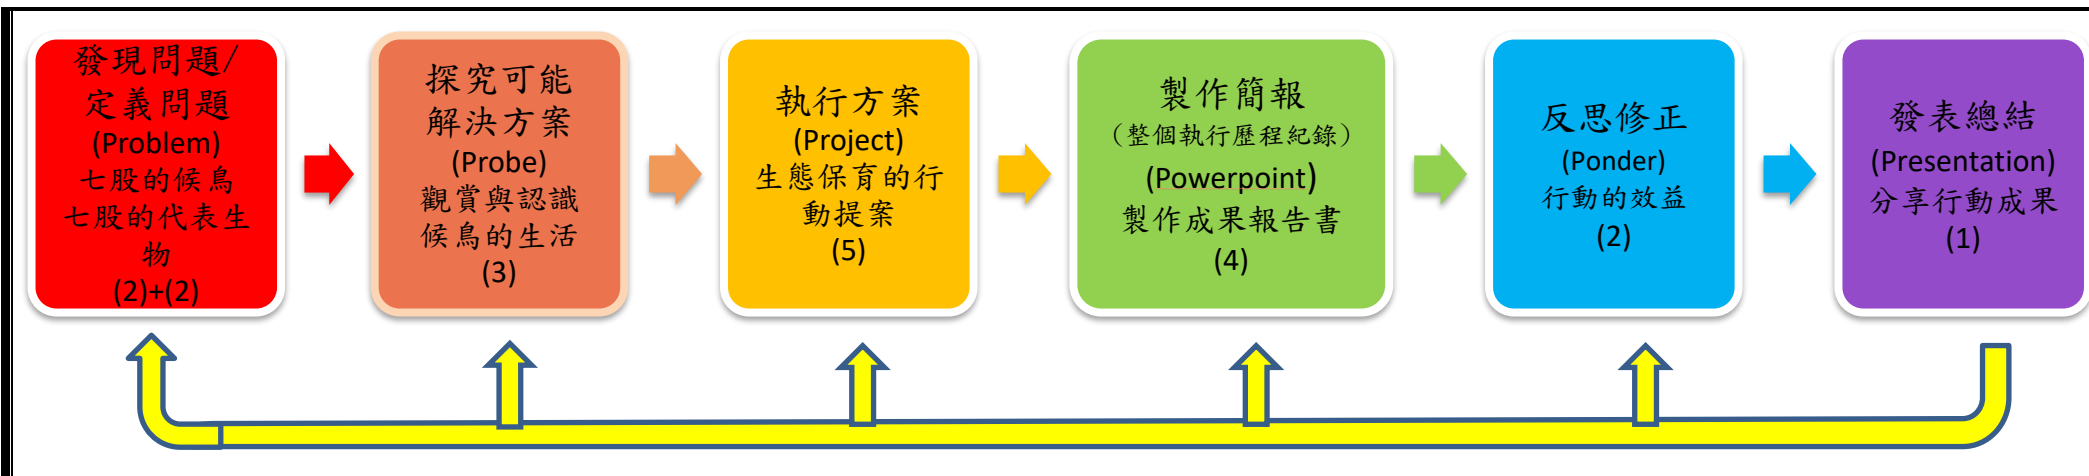 發現問題/
定義問題
(Problem)
七股的候鳥
七股的代表生
物
(2)+(2)
探究可能
解決方案
(Probe)
觀賞與認識
候鳥的生活
(3)
執行方案
(Project)
生態保育的行
動提案
(5)
製作簡報
（整個執行歷程紀錄）
(Powerpoint)
製作成果報告書
(4)
反思修正
(Ponder)
行動的效益
(2)
發表總結
(Presentation)
分享行動成果
(1)